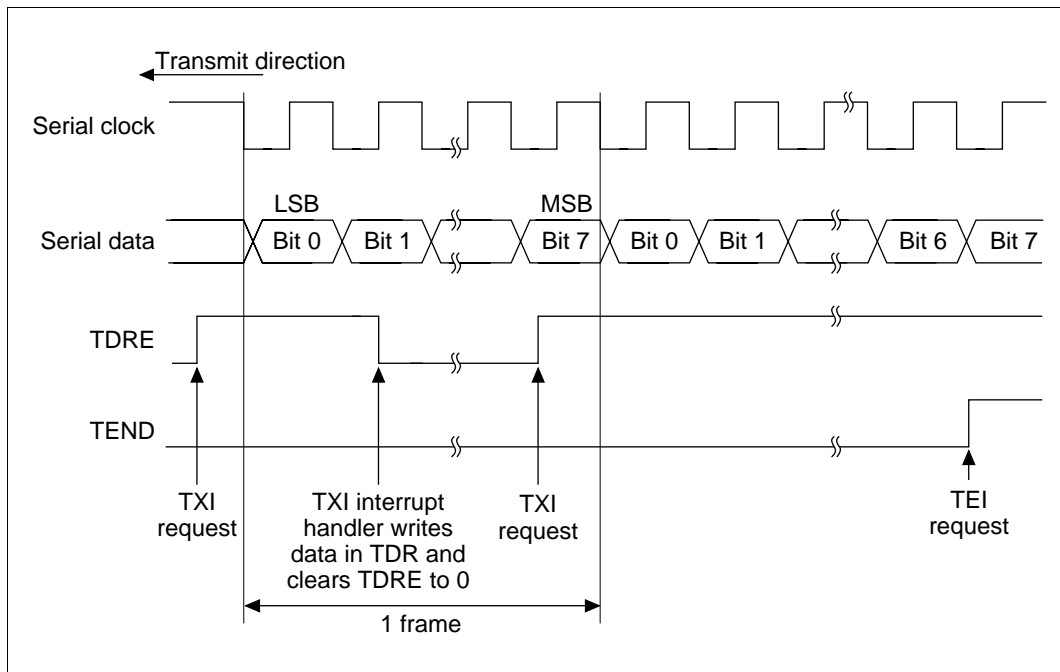 Transmit direction
Serial clock
LSB
MSB
Serial data
Bit 0
Bit 1
Bit 7
Bit 0
Bit 1
Bit 6
Bit 7
TDRE
TEND
TXI
request
TXI interrupt
handler writes
data in TDR and
clears TDRE to 0
TXI
request
TEI
request
1 frame